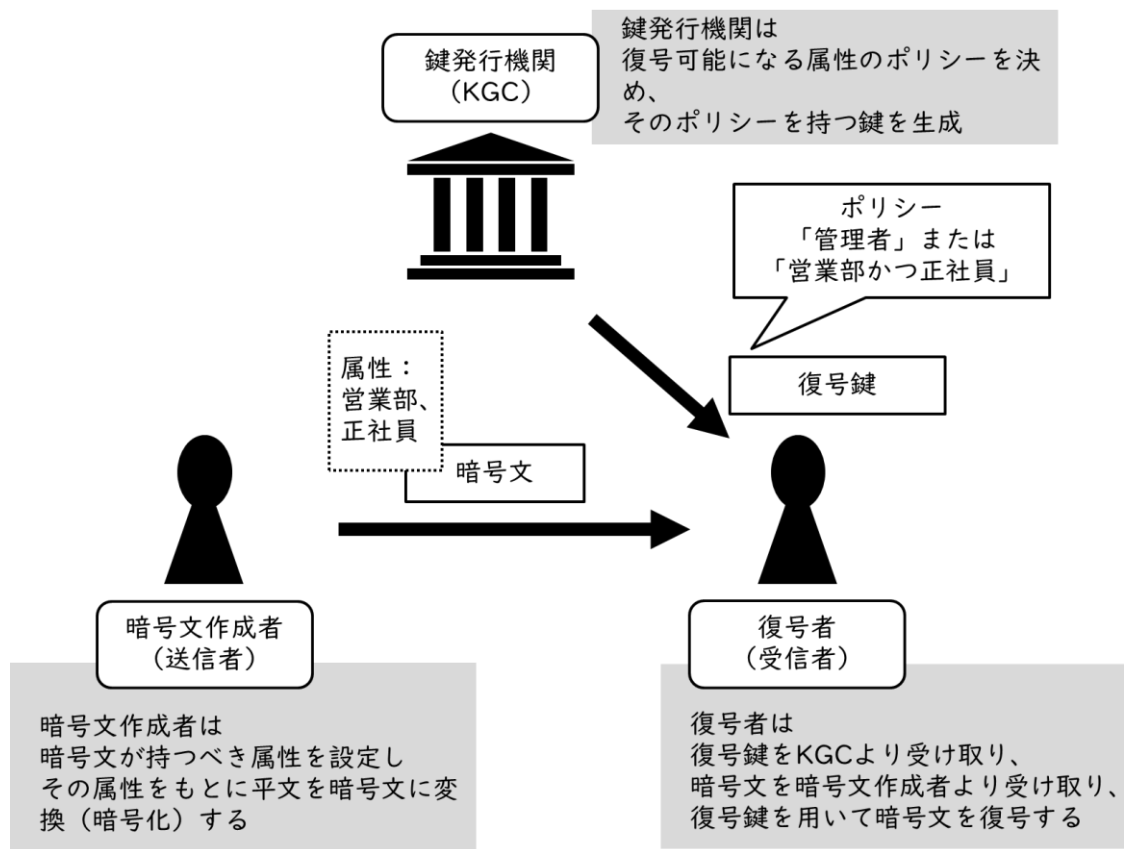 鍵発行機関
（KGC）
鍵発行機関は
復号可能になる属性のポリシーを決
め、
そのポリシーを持つ鍵を生成
ポリシー
「管理者」または
「営業部かつ正社員」
復号鍵
属性：
営業部、
正社員
暗号文
暗号文作成者
（送信者）
暗号文作成者は
暗号文が持つべき属性を設定し
その属性をもとに平文を暗号文に変
換（暗号化）する
復号者
（受信者）
復号者は
復号鍵をKGCより受け取り、
暗号文を暗号文作成者より受け取り、
復号鍵を用いて暗号文を復号する